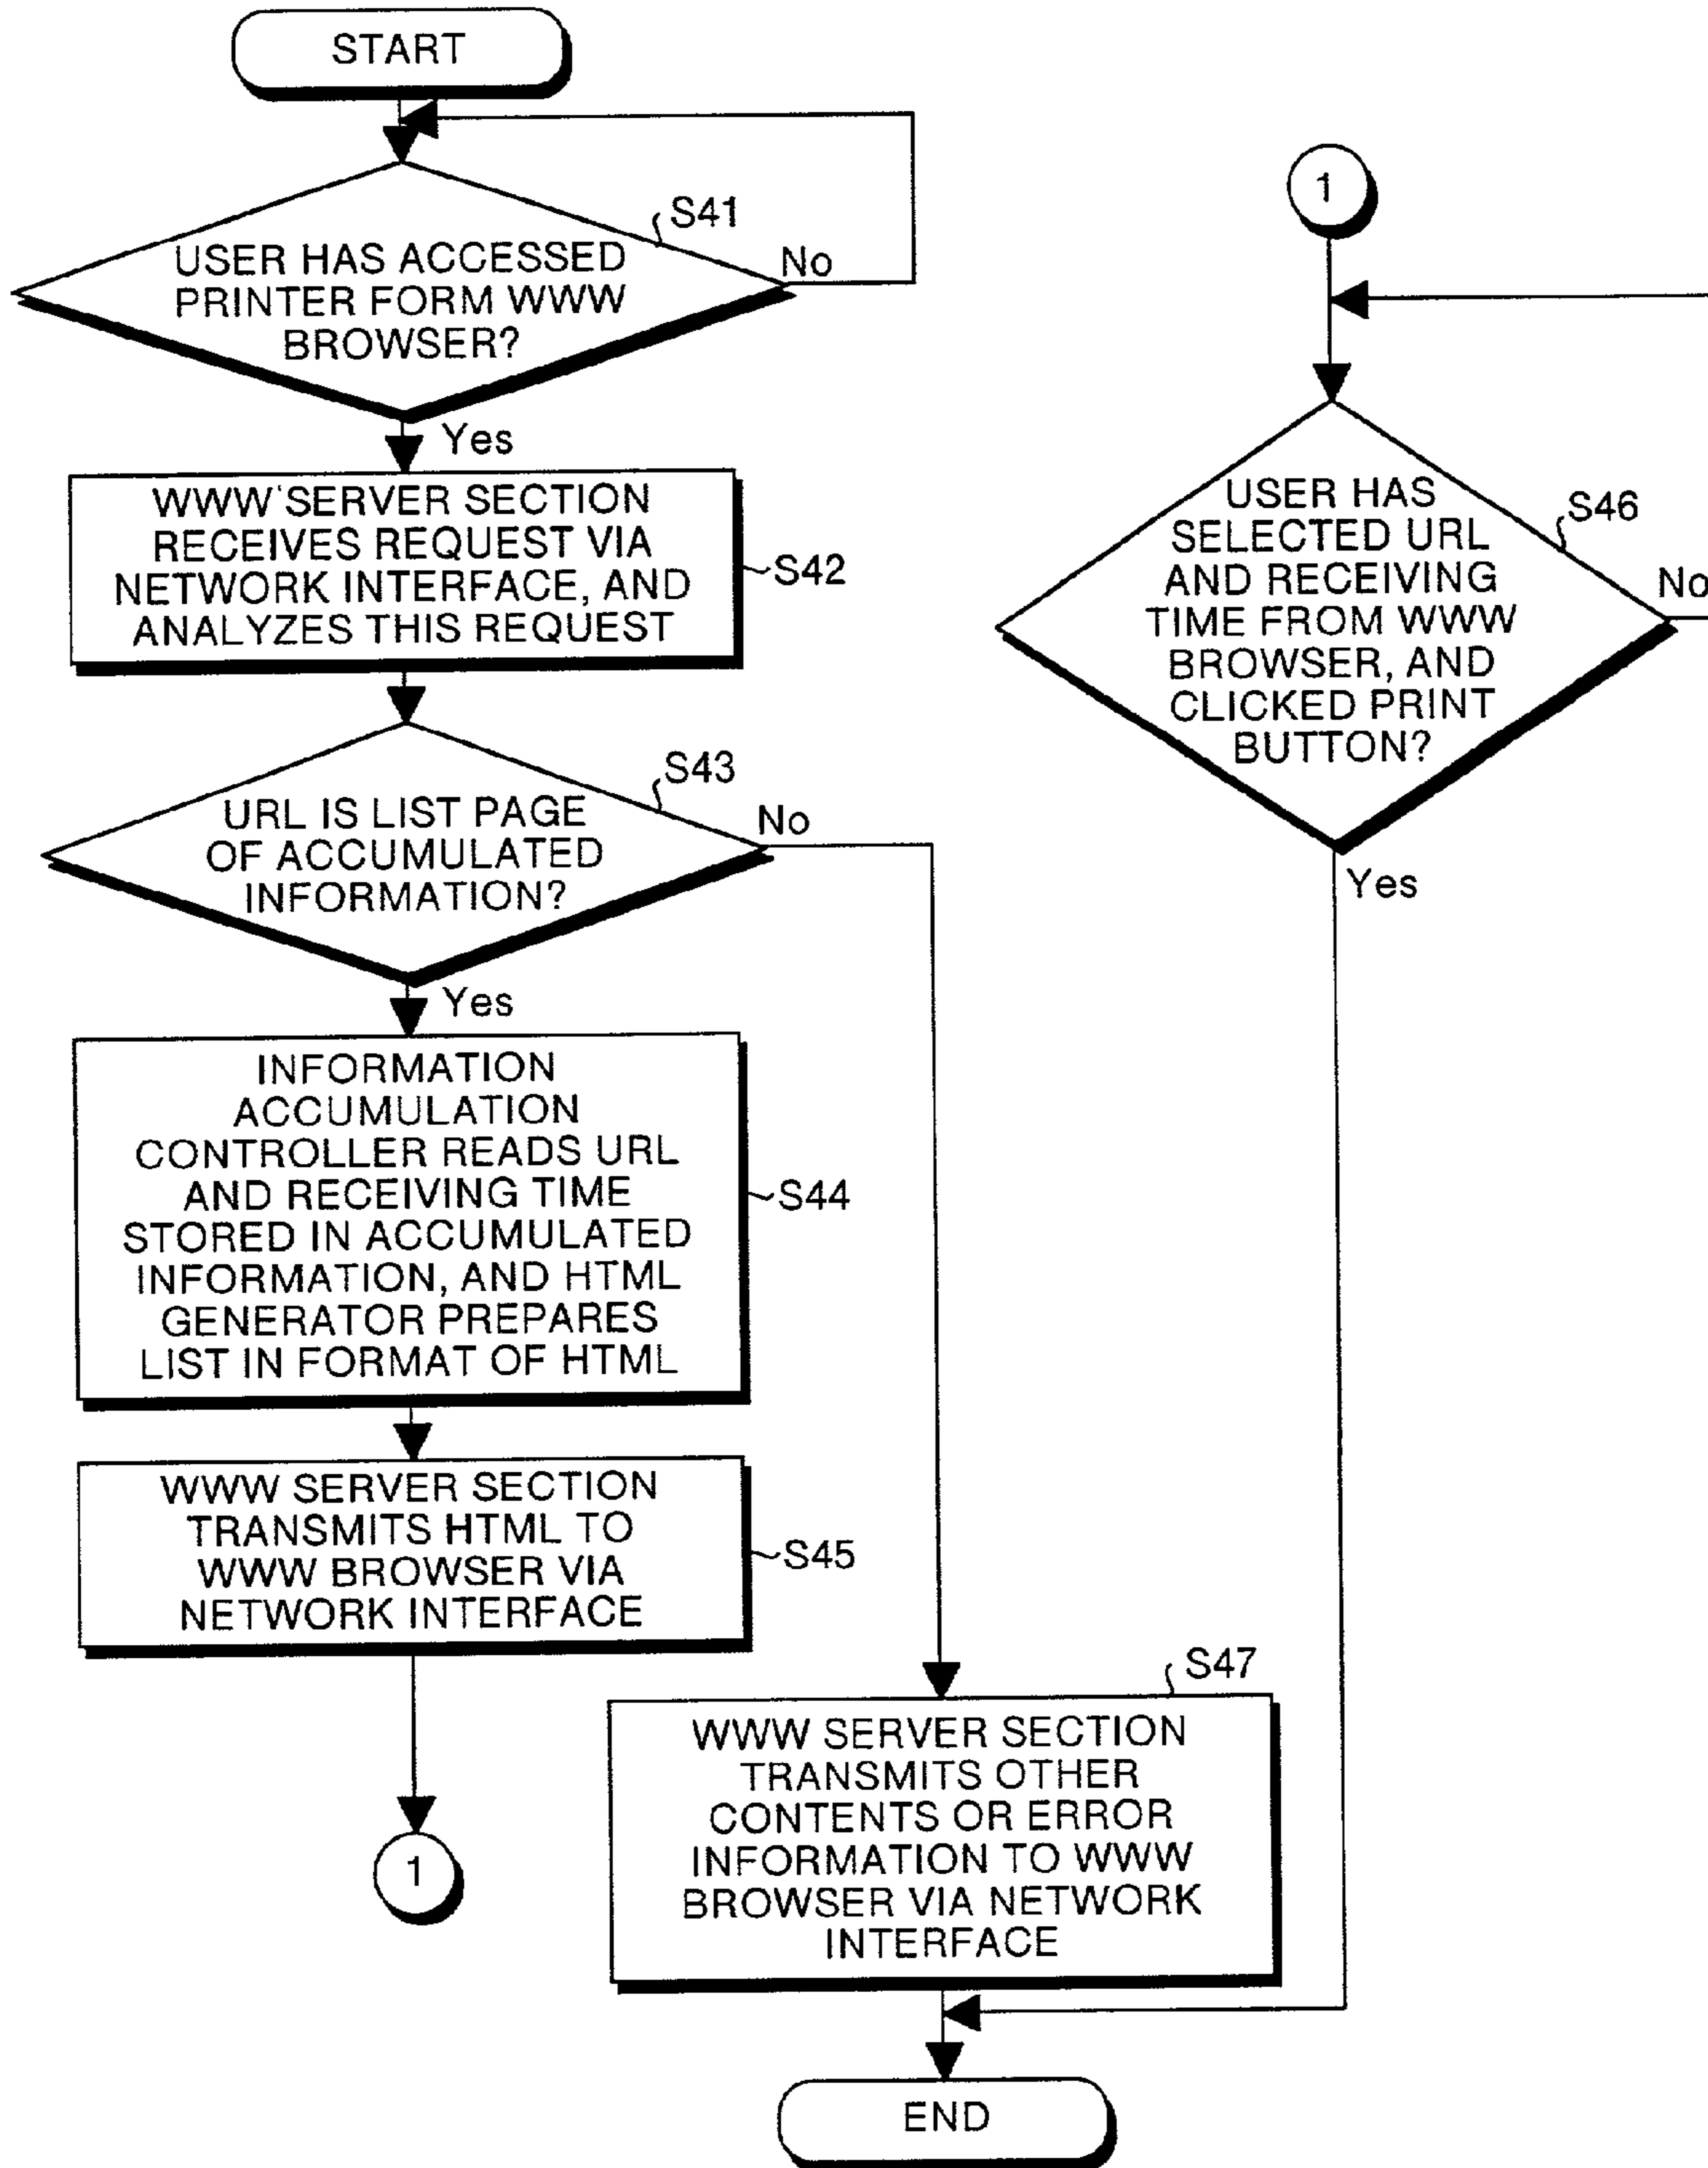 START
S41
USER HAS ACCESSED
PRINTER FORM WWW
BROWSER?
No
Yes
WWW SERVER SECTION
RECEIVES REQUEST VIA
NETWORK INTERFACE, AND
ANALYZES THIS REQUEST
S42
S43
URL IS LIST PAGE
OF ACCUMULATED
INFORMATION?
No
Yes
INFORMATION
ACCUMULATION
CONTROLLER READS URL
AND RECEIVING TIME
STORED IN ACCUMULATED
INFORMATION, AND HTML
GENERATOR PREPARES
LIST IN FORMAT OF HTML
S44
WWW SERVER SECTION
TRANSMITS HTML TO
WWW BROWSER VIA
NETWORK INTERFACE
S45
1
1
USER HAS
SELECTED URL
AND RECEIVING
TIME FROM WWW
BROWSER, AND
CLICKED PRINT
BUTTON?
S46
No
Yes
S47
WWW SERVER SECTION
TRANSMITS OTHER
CONTENTS OR ERROR
INFORMATION TO WWW
BROWSER VIA NETWORK
INTERFACE
END